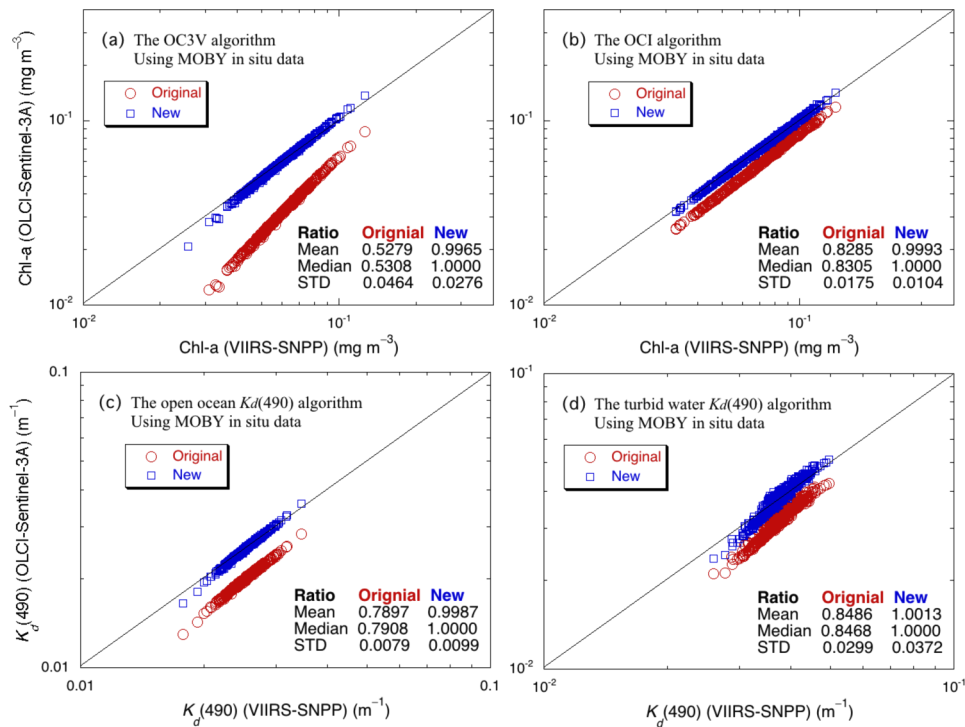 (a) The OC3V algorithm
Using MOBY in situ data
Original
New
Ratio Orignial New
Mean 0.5279 0.9965
Median 0.5308 1.0000
STD 0.0464 0.0276
10⁻¹
10⁻²
10⁻² 10⁻¹
Chl-a (OLCI-Sentinel-3A) (mg m⁻³)
Chl-a (VIIRS-SNPP) (mg m⁻³)
(b) The OCI algorithm
Using MOBY in situ data
Original
New
Ratio Orignial New
Mean 0.8285 0.9993
Median 0.8305 1.0000
STD 0.0175 0.0104
10⁻¹
10⁻²
10⁻² 10⁻¹
Chl-a (VIIRS-SNPP) (mg m⁻³)
(c) The open ocean Kd(490) algorithm
Using MOBY in situ data
Original
New
Ratio Orignial New
Mean 0.7897 0.9987
Median 0.7908 1.0000
STD 0.0079 0.0099
0.1
0.01
0.01 0.1
Kd(490) (OLCI-Sentinel-3A) (m⁻¹)
Kd(490) (VIIRS-SNPP) (m⁻¹)
(d) The turbid water Kd(490) algorithm
Using MOBY in situ data
Original
New
Ratio Orignial New
Mean 0.8486 1.0013
Median 0.8468 1.0000
STD 0.0299 0.0372
10⁻¹
10⁻²
10⁻² 10⁻¹
Kd(490) (VIIRS-SNPP) (m⁻¹)